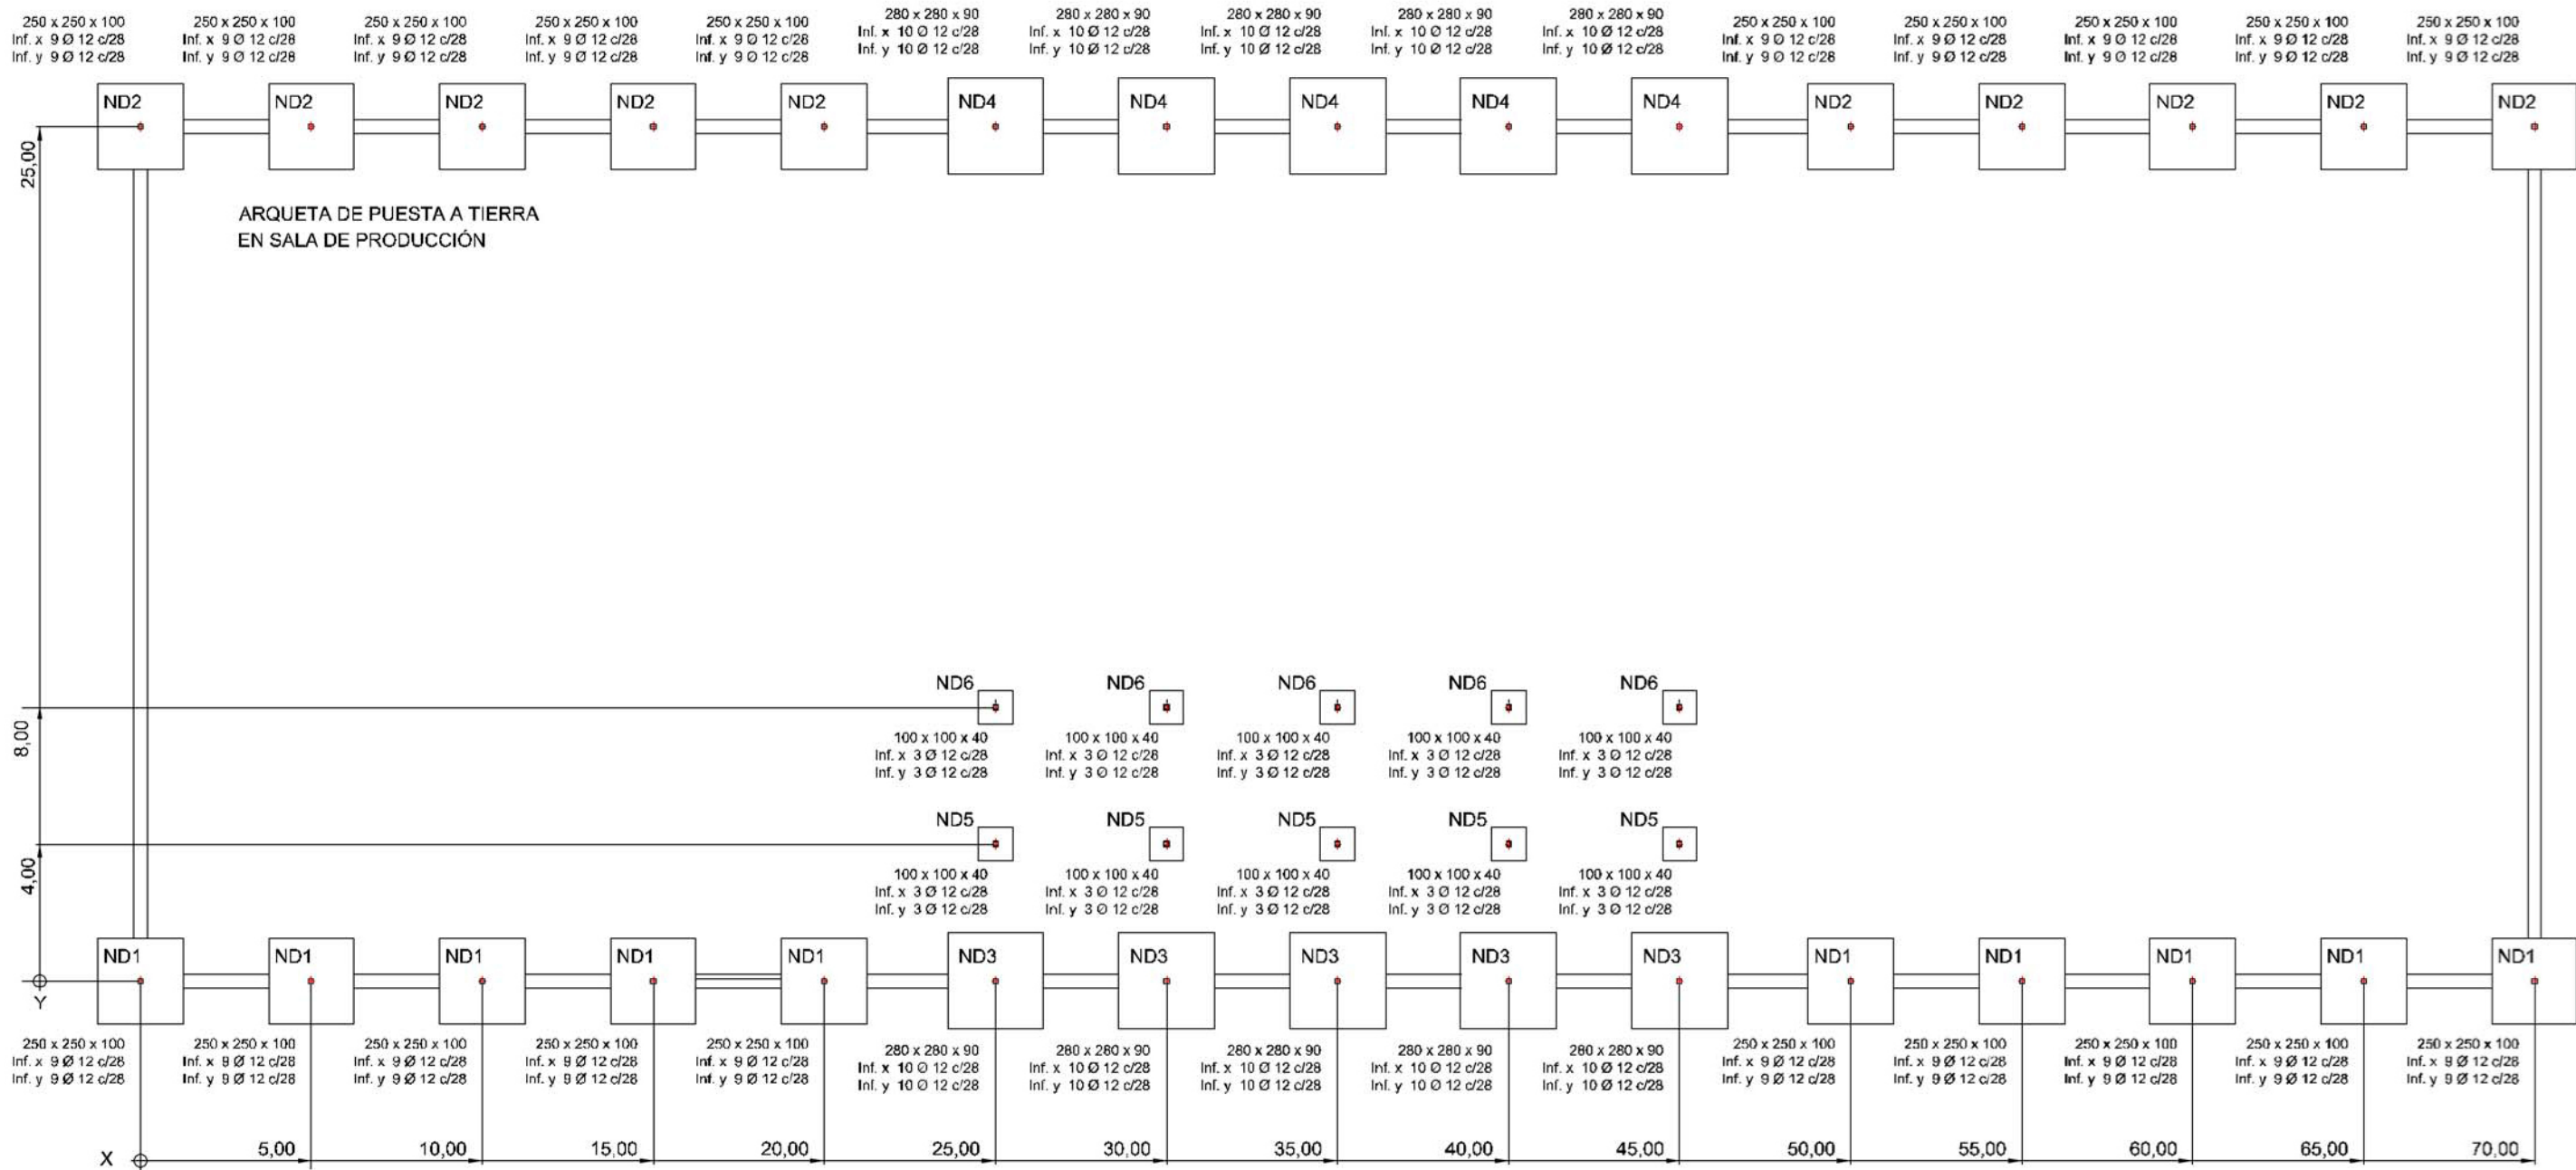 250 x 250 x 100 250 x 250 x 100 250 x 250 x 100 250 x 250 x 100 250 x 250 x 100 280 x 280 x 90 280 x 280 x 90 280 x 280 x 90 280 x 280 x 90 280 x 280 x 90 250 x 250 x 100 250 x 250 x 100 250 x 250 x 100 250 x 250 x 100 250 x 250 x 100
Inf. x 9 Ø 12 c/28 Inf. x 9 Ø 12 c/28 Inf. x 9 Ø 12 c/28 Inf. x 9 Ø 12 c/28 Inf. x 9 Ø 12 c/28 Inf. x 10 Ø 12 c/28 Inf. x 10 Ø 12 c/28 Inf. x 10 Ø 12 c/28 Inf. x 10 Ø 12 c/28 Inf. x 10 Ø 12 c/28 Inf. x 9 Ø 12 c/28 Inf. x 9 Ø 12 c/28 Inf. x 9 Ø 12 c/28 Inf. x 9 Ø 12 c/28 Inf. x 9 Ø 12 c/28
Inf. y 9 Ø 12 c/28 Inf. y 9 Ø 12 c/28 Inf. y 9 Ø 12 c/28 Inf. y 9 Ø 12 c/28 Inf. y 9 Ø 12 c/28 Inf. y 10 Ø 12 c/28 Inf. y 10 Ø 12 c/28 Inf. y 10 Ø 12 c/28 Inf. y 10 Ø 12 c/28 Inf. y 10 Ø 12 c/28 Inf. y 9 Ø 12 c/28 Inf. y 9 Ø 12 c/28 Inf. y 9 Ø 12 c/28 Inf. y 9 Ø 12 c/28 Inf. y 9 Ø 12 c/28
ND2 ND2 ND2 ND2 ND2 ND4 ND4 ND4 ND4 ND4 ND2 ND2 ND2 ND2 ND2
25,00
ARQUETA DE PUESTA A TIERRA
EN SALA DE PRODUCCIÓN
ND6 ND6 ND6 ND6 ND6
8,00
100 x 100 x 40 100 x 100 x 40 100 x 100 x 40 100 x 100 x 40 100 x 100 x 40
Inf. x 3 Ø 12 c/28 Inf. x 3 Ø 12 c/28 Inf. x 3 Ø 12 c/28 Inf. x 3 Ø 12 c/28 Inf. x 3 Ø 12 c/28
Inf. y 3 Ø 12 c/28 Inf. y 3 Ø 12 c/28 Inf. y 3 Ø 12 c/28 Inf. y 3 Ø 12 c/28 Inf. y 3 Ø 12 c/28
ND5 ND5 ND5 ND5 ND5
4,00
100 x 100 x 40 100 x 100 x 40 100 x 100 x 40 100 x 100 x 40 100 x 100 x 40
Inf. x 3 Ø 12 c/28 Inf. x 3 Ø 12 c/28 Inf. x 3 Ø 12 c/28 Inf. x 3 Ø 12 c/28 Inf. x 3 Ø 12 c/28
Inf. y 3 Ø 12 c/28 Inf. y 3 Ø 12 c/28 Inf. y 3 Ø 12 c/28 Inf. y 3 Ø 12 c/28 Inf. y 3 Ø 12 c/28
ND1 ND1 ND1 ND1 ND1 ND3 ND3 ND3 ND3 ND3 ND1 ND1 ND1 ND1 ND1
Y
250 x 250 x 100 250 x 250 x 100 250 x 250 x 100 250 x 250 x 100 250 x 250 x 100 280 x 280 x 90 280 x 280 x 90 280 x 280 x 90 280 x 280 x 90 280 x 280 x 90 250 x 250 x 100 250 x 250 x 100 250 x 250 x 100 250 x 250 x 100 250 x 250 x 100
Inf. x 9 Ø 12 c/28 Inf. x 9 Ø 12 c/28 Inf. x 9 Ø 12 c/28 Inf. x 9 Ø 12 c/28 Inf. x 9 Ø 12 c/28 Inf. x 10 Ø 12 c/28 Inf. x 10 Ø 12 c/28 Inf. x 10 Ø 12 c/28 Inf. x 10 Ø 12 c/28 Inf. x 10 Ø 12 c/28 Inf. x 9 Ø 12 c/28 Inf. x 9 Ø 12 c/28 Inf. x 9 Ø 12 c/28 Inf. x 9 Ø 12 c/28 Inf. x 9 Ø 12 c/28
Inf. y 9 Ø 12 c/28 Inf. y 9 Ø 12 c/28 Inf. y 9 Ø 12 c/28 Inf. y 9 Ø 12 c/28 Inf. y 9 Ø 12 c/28 Inf. y 10 Ø 12 c/28 Inf. y 10 Ø 12 c/28 Inf. y 10 Ø 12 c/28 Inf. y 10 Ø 12 c/28 Inf. y 10 Ø 12 c/28 Inf. y 9 Ø 12 c/28 Inf. y 9 Ø 12 c/28 Inf. y 9 Ø 12 c/28 Inf. y 9 Ø 12 c/28 Inf. y 9 Ø 12 c/28
X 5,00 10,00 15,00 20,00 25,00 30,00 35,00 40,00 45,00 50,00 55,00 60,00 65,00 70,00